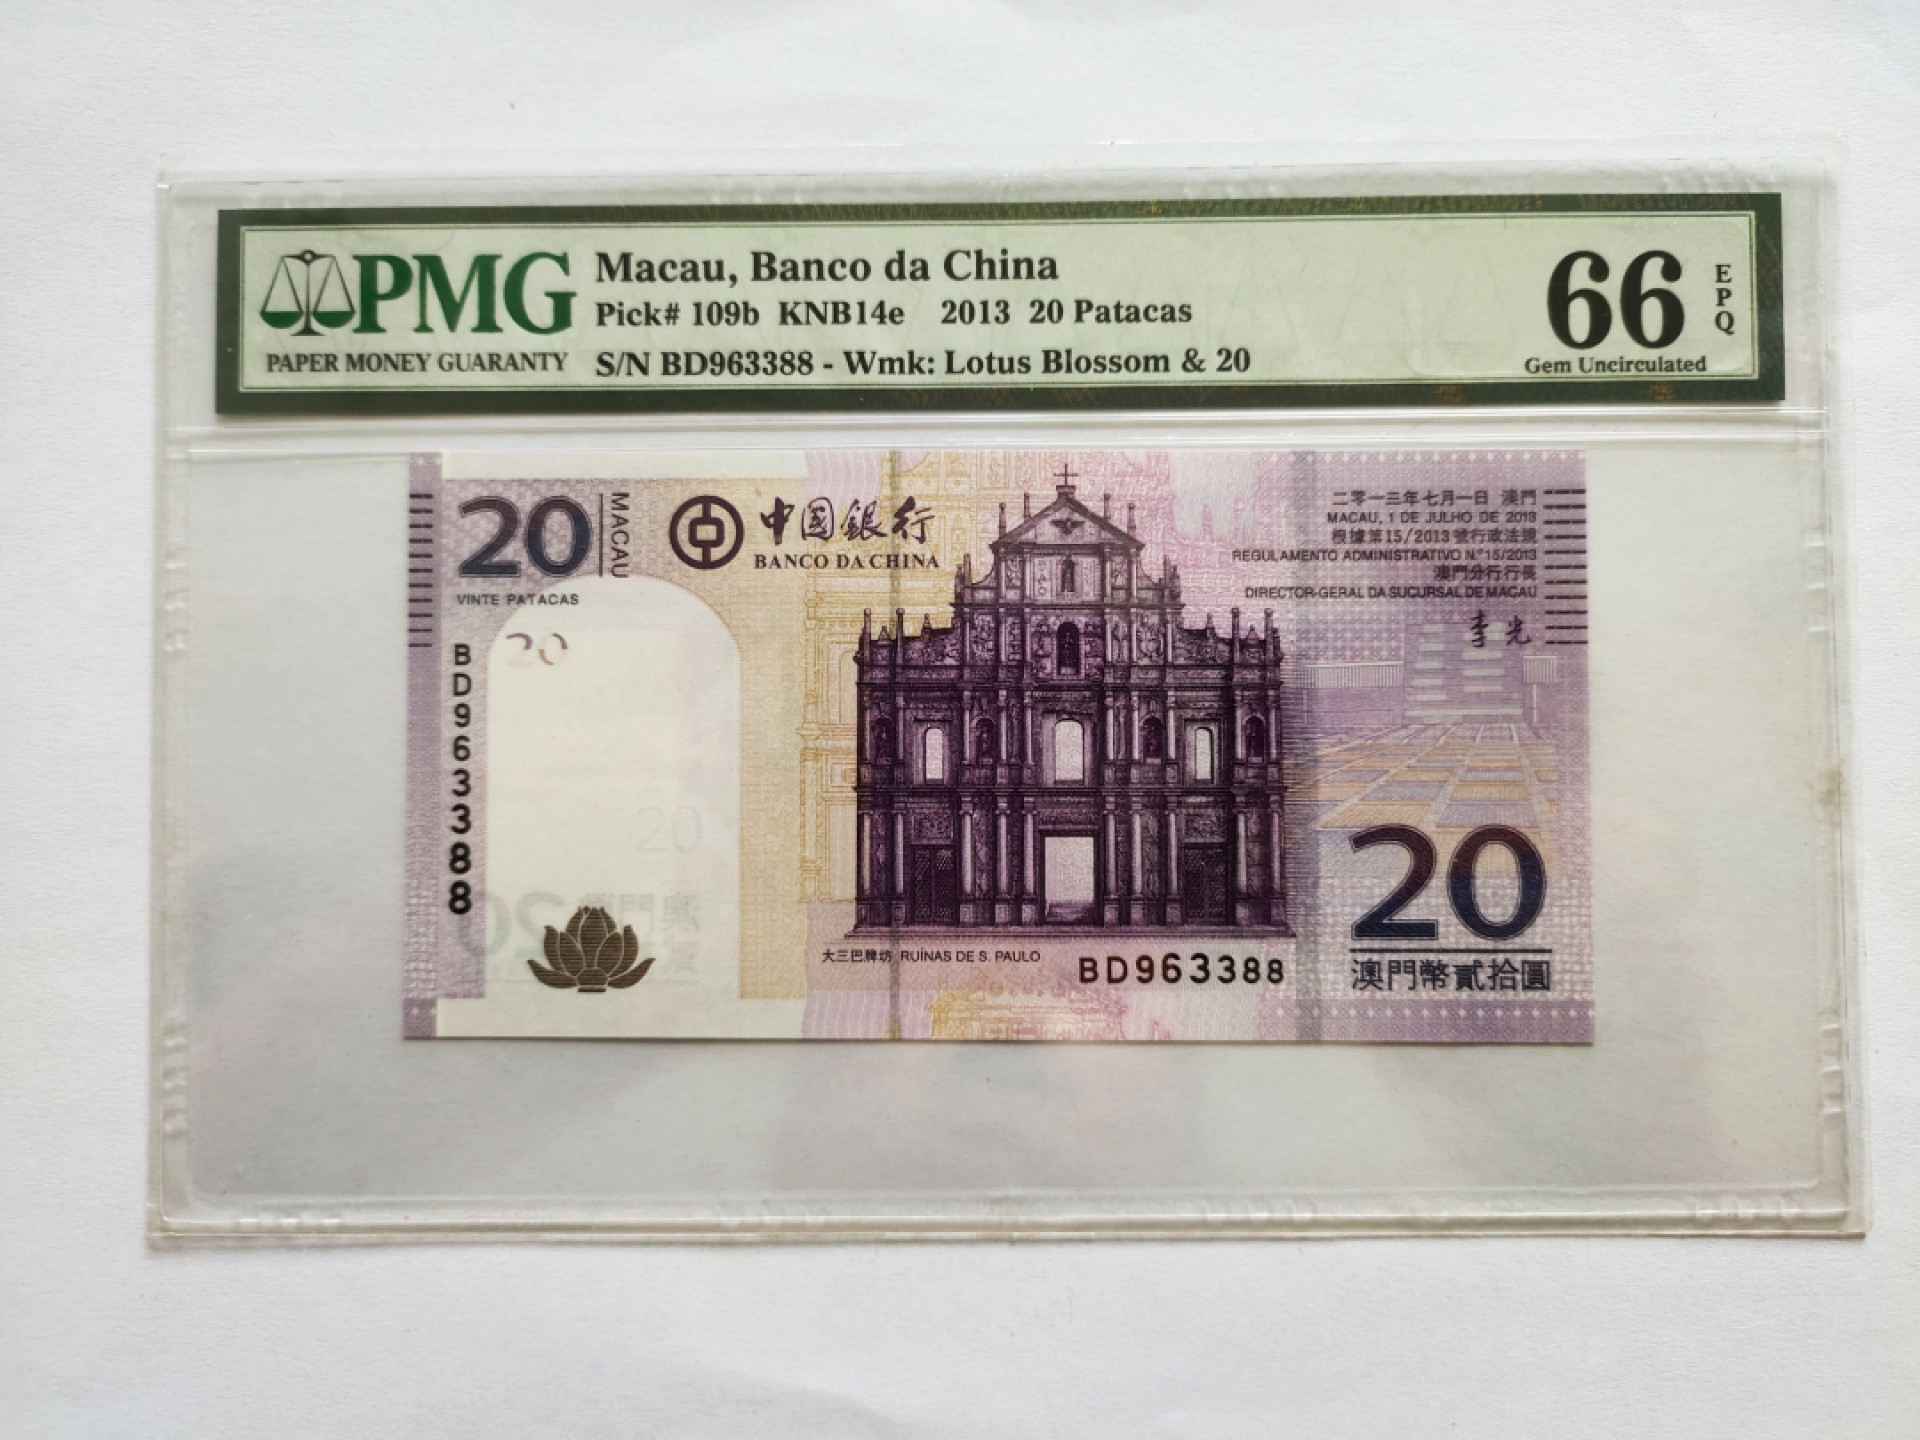 PMG
PAPER MONEY GUARANTY
Macau, Banco da China
Pick# 109b KNB14e 2013 20 Patacas
S/N BD963388 - Wmk: Lotus Blossom & 20
66
EPQ
Gem Uncirculated
20
MACAU
VINTE PATACAS
中國銀行
BANCO DA CHINA
二零一三年七月一日 澳門
MACAU, 1 DE JULHO DE 2013
根據第15/2013號行政法規
REGULAMENTO ADMINISTRATIVO N.º 15/2013
澳門分行行長
DIRECTOR-GERAL DA SUCURSAL DE MACAU
李光
BD963388
20
大三巴牌坊 RUÍNAS DE S. PAULO
BD963388
20
澳門幣貳拾圓